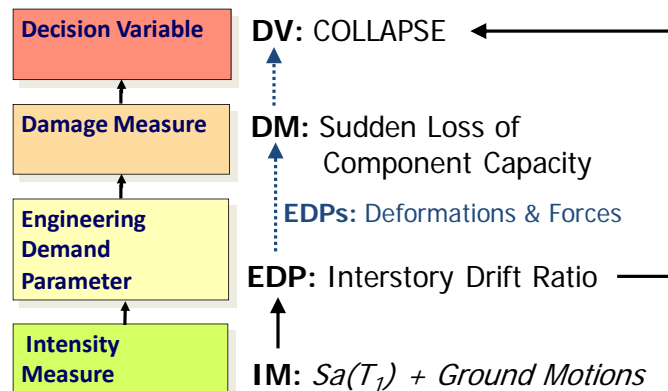 Decision Variable
DV: COLLAPSE
Damage Measure
DM: Sudden Loss of
Component Capacity
EDPs: Deformations & Forces
Engineering
Demand
Parameter
EDP: Interstory Drift Ratio
Intensity
Measure
IM: Sa(T₁) + Ground Motions